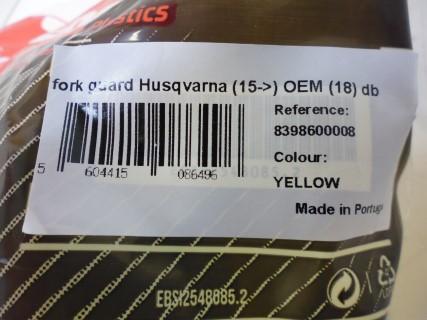 plastics
fork guard Husqvarna (15->) OEM (18) db
Reference:
8398600008
Colour:
YELLOW
5 604415 086496
Made in Portugal
EBSI2548085.2